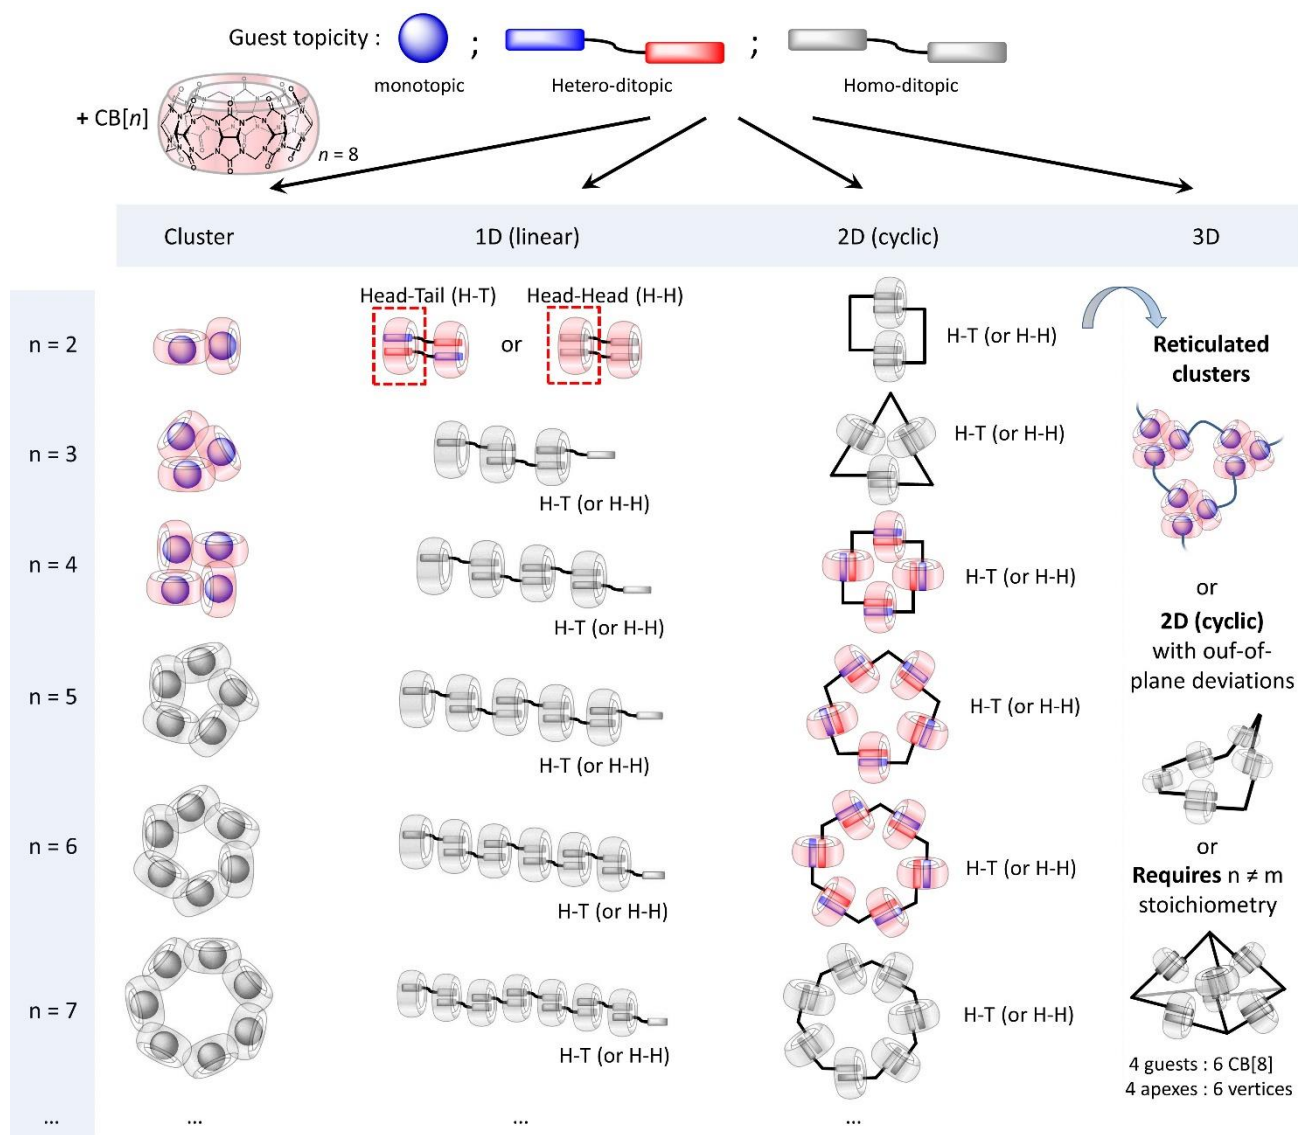 Guest topicity :
;
;
monotopic
Hetero-ditopic
Homo-ditopic
+ CB[n]
n = 8
Cluster
1D (linear)
2D (cyclic)
3D
n = 2
Head-Tail (H-T)
or
Head-Head (H-H)
H-T (or H-H)
Reticulated
clusters
n = 3
H-T (or H-H)
H-T (or H-H)
n = 4
H-T (or H-H)
H-T (or H-H)
or
2D (cyclic)
with ouf-of-
plane deviations
n = 5
H-T (or H-H)
H-T (or H-H)
n = 6
H-T (or H-H)
H-T (or H-H)
or
Requires n ≠ m
stoichiometry
n = 7
H-T (or H-H)
H-T (or H-H)
4 guests : 6 CB[8]
4 apexes : 6 vertices
...
...
...
...